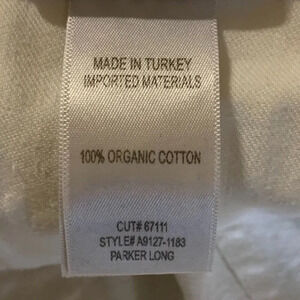 MADE IN TURKEY
IMPORTED MATERIALS
100% ORGANIC COTTON
CUT# 67111
STYLE# A9127-1183
PARKER LONG